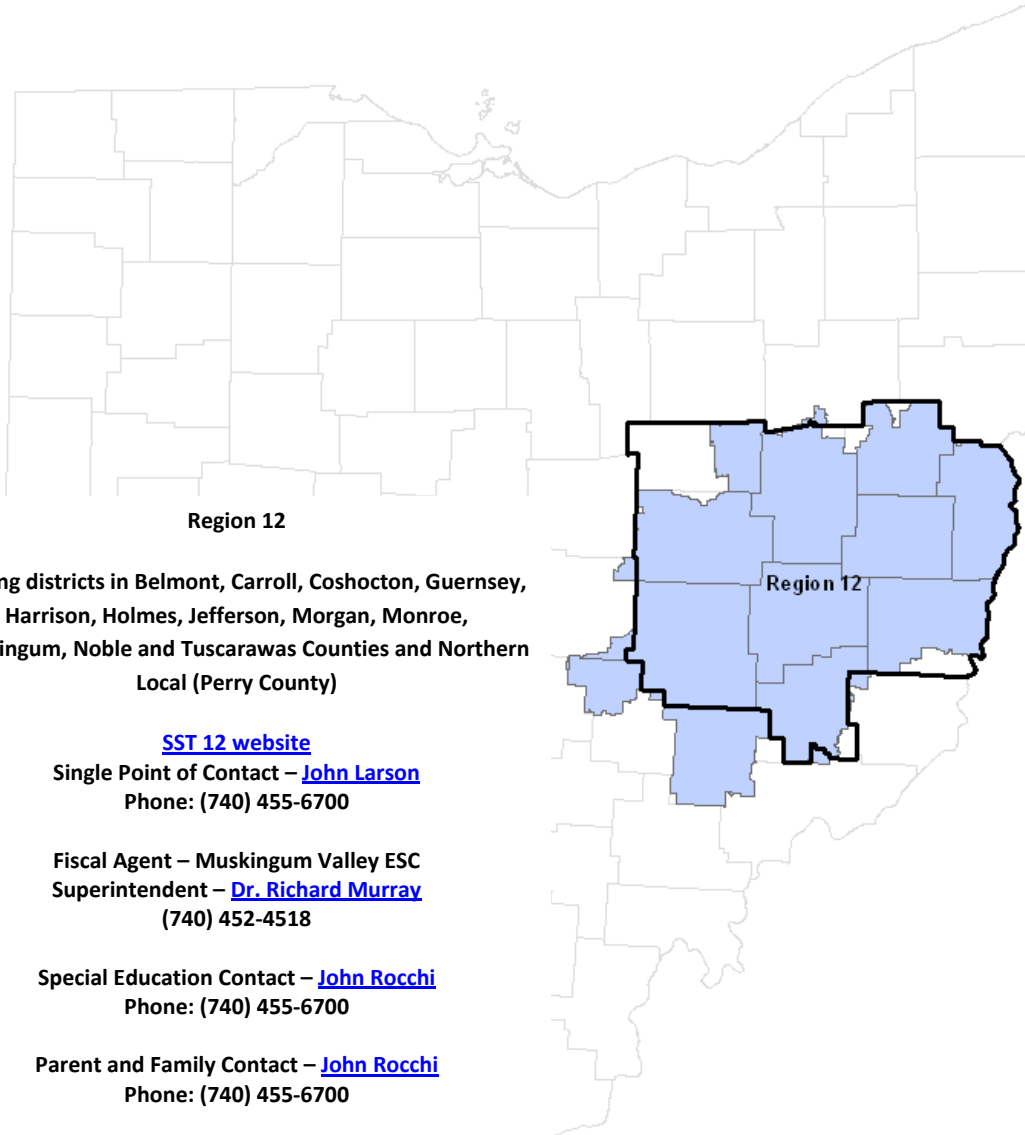 Region 12
ng districts in Belmont, Carroll, Coshocton, Guernsey,
Harrison, Holmes, Jefferson, Morgan, Monroe,
ingum, Noble and Tuscarawas Counties and Northern
Local (Perry County)
SST 12 website
Single Point of Contact – John Larson
Phone: (740) 455-6700
Fiscal Agent – Muskingum Valley ESC
Superintendent – Dr. Richard Murray
(740) 452-4518
Special Education Contact – John Rocchi
Phone: (740) 455-6700
Parent and Family Contact – John Rocchi
Phone: (740) 455-6700
Region 12